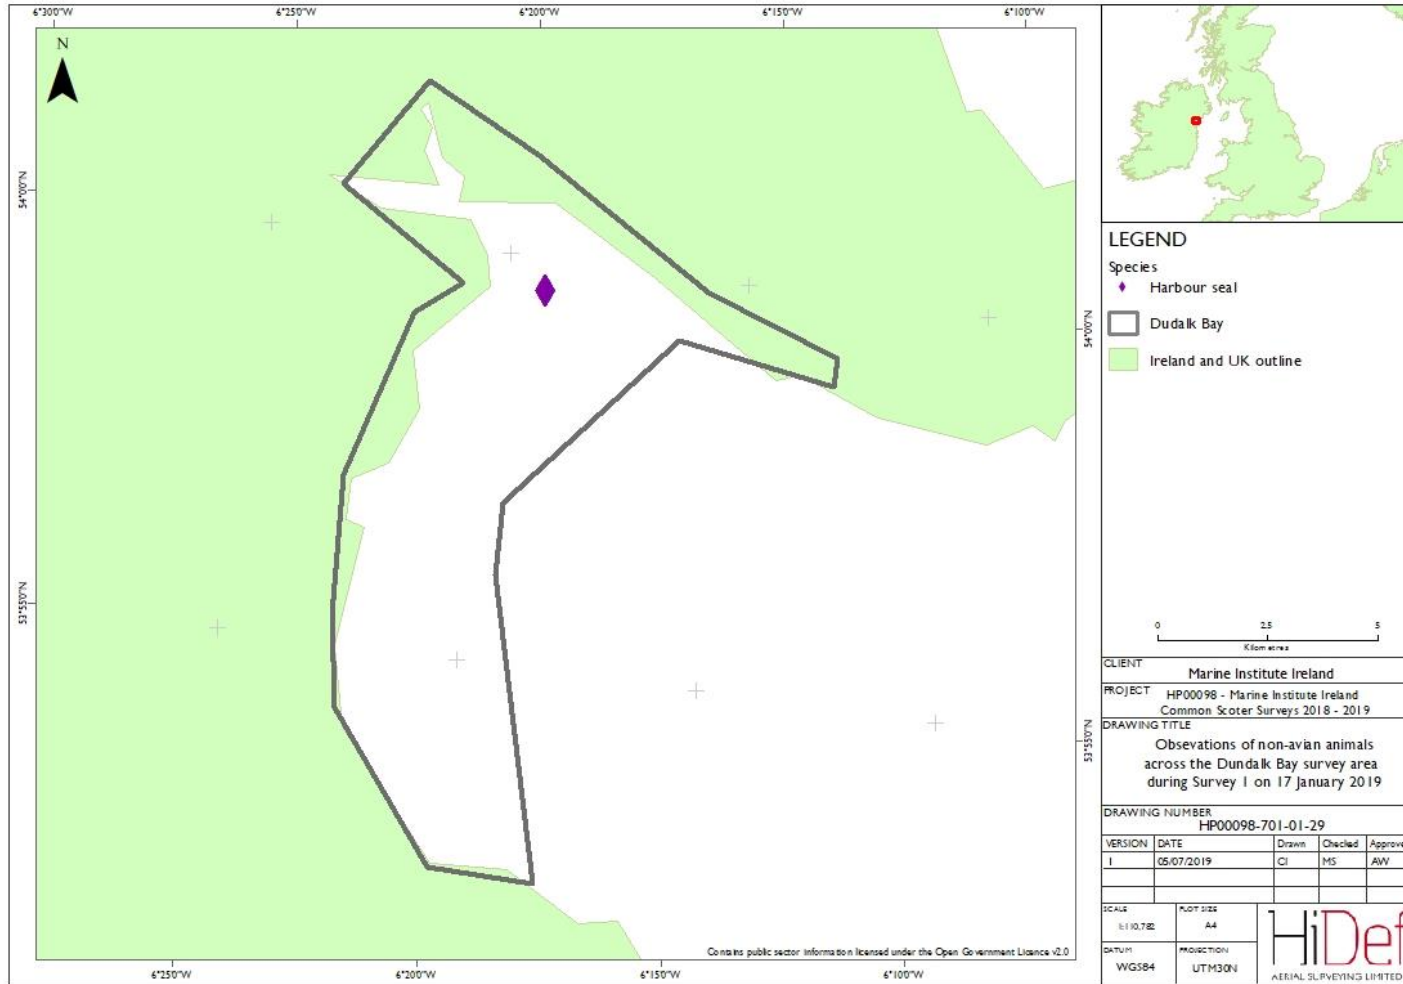 6°30'0"W 6°25'0"W 6°20'0"W 6°15'0"W 6°10'0"W
N
54°0'0"N
54°0'0"N
53°55'0"N
53°55'0"N
6°25'0"W 6°20'0"W 6°15'0"W 6°10'0"W
Contains public sector information licensed under the Open Government Licence v2.0
LEGEND
Species
Harbour seal
Dudalk Bay
Ireland and UK outline
0 2.5 5
Kilometres
CLIENT
Marine Institute Ireland
PROJECT
HP00098 - Marine Institute Ireland
Common Scoter Surveys 2018 - 2019
DRAWING TITLE
Obsevations of non-avian animals
across the Dundalk Bay survey area
during Survey 1 on 17 January 2019
DRAWING NUMBER
HP00098-701-01-29
VERSION DATE Drawn Checked Approve
1 05/07/2019 CI MS AW
SCALE PLOT SIZE
1:110,782 A4
DATUM PROJECTION
WGS84 UTM30N
HiDef
AERIAL SURVEYING LIMITED